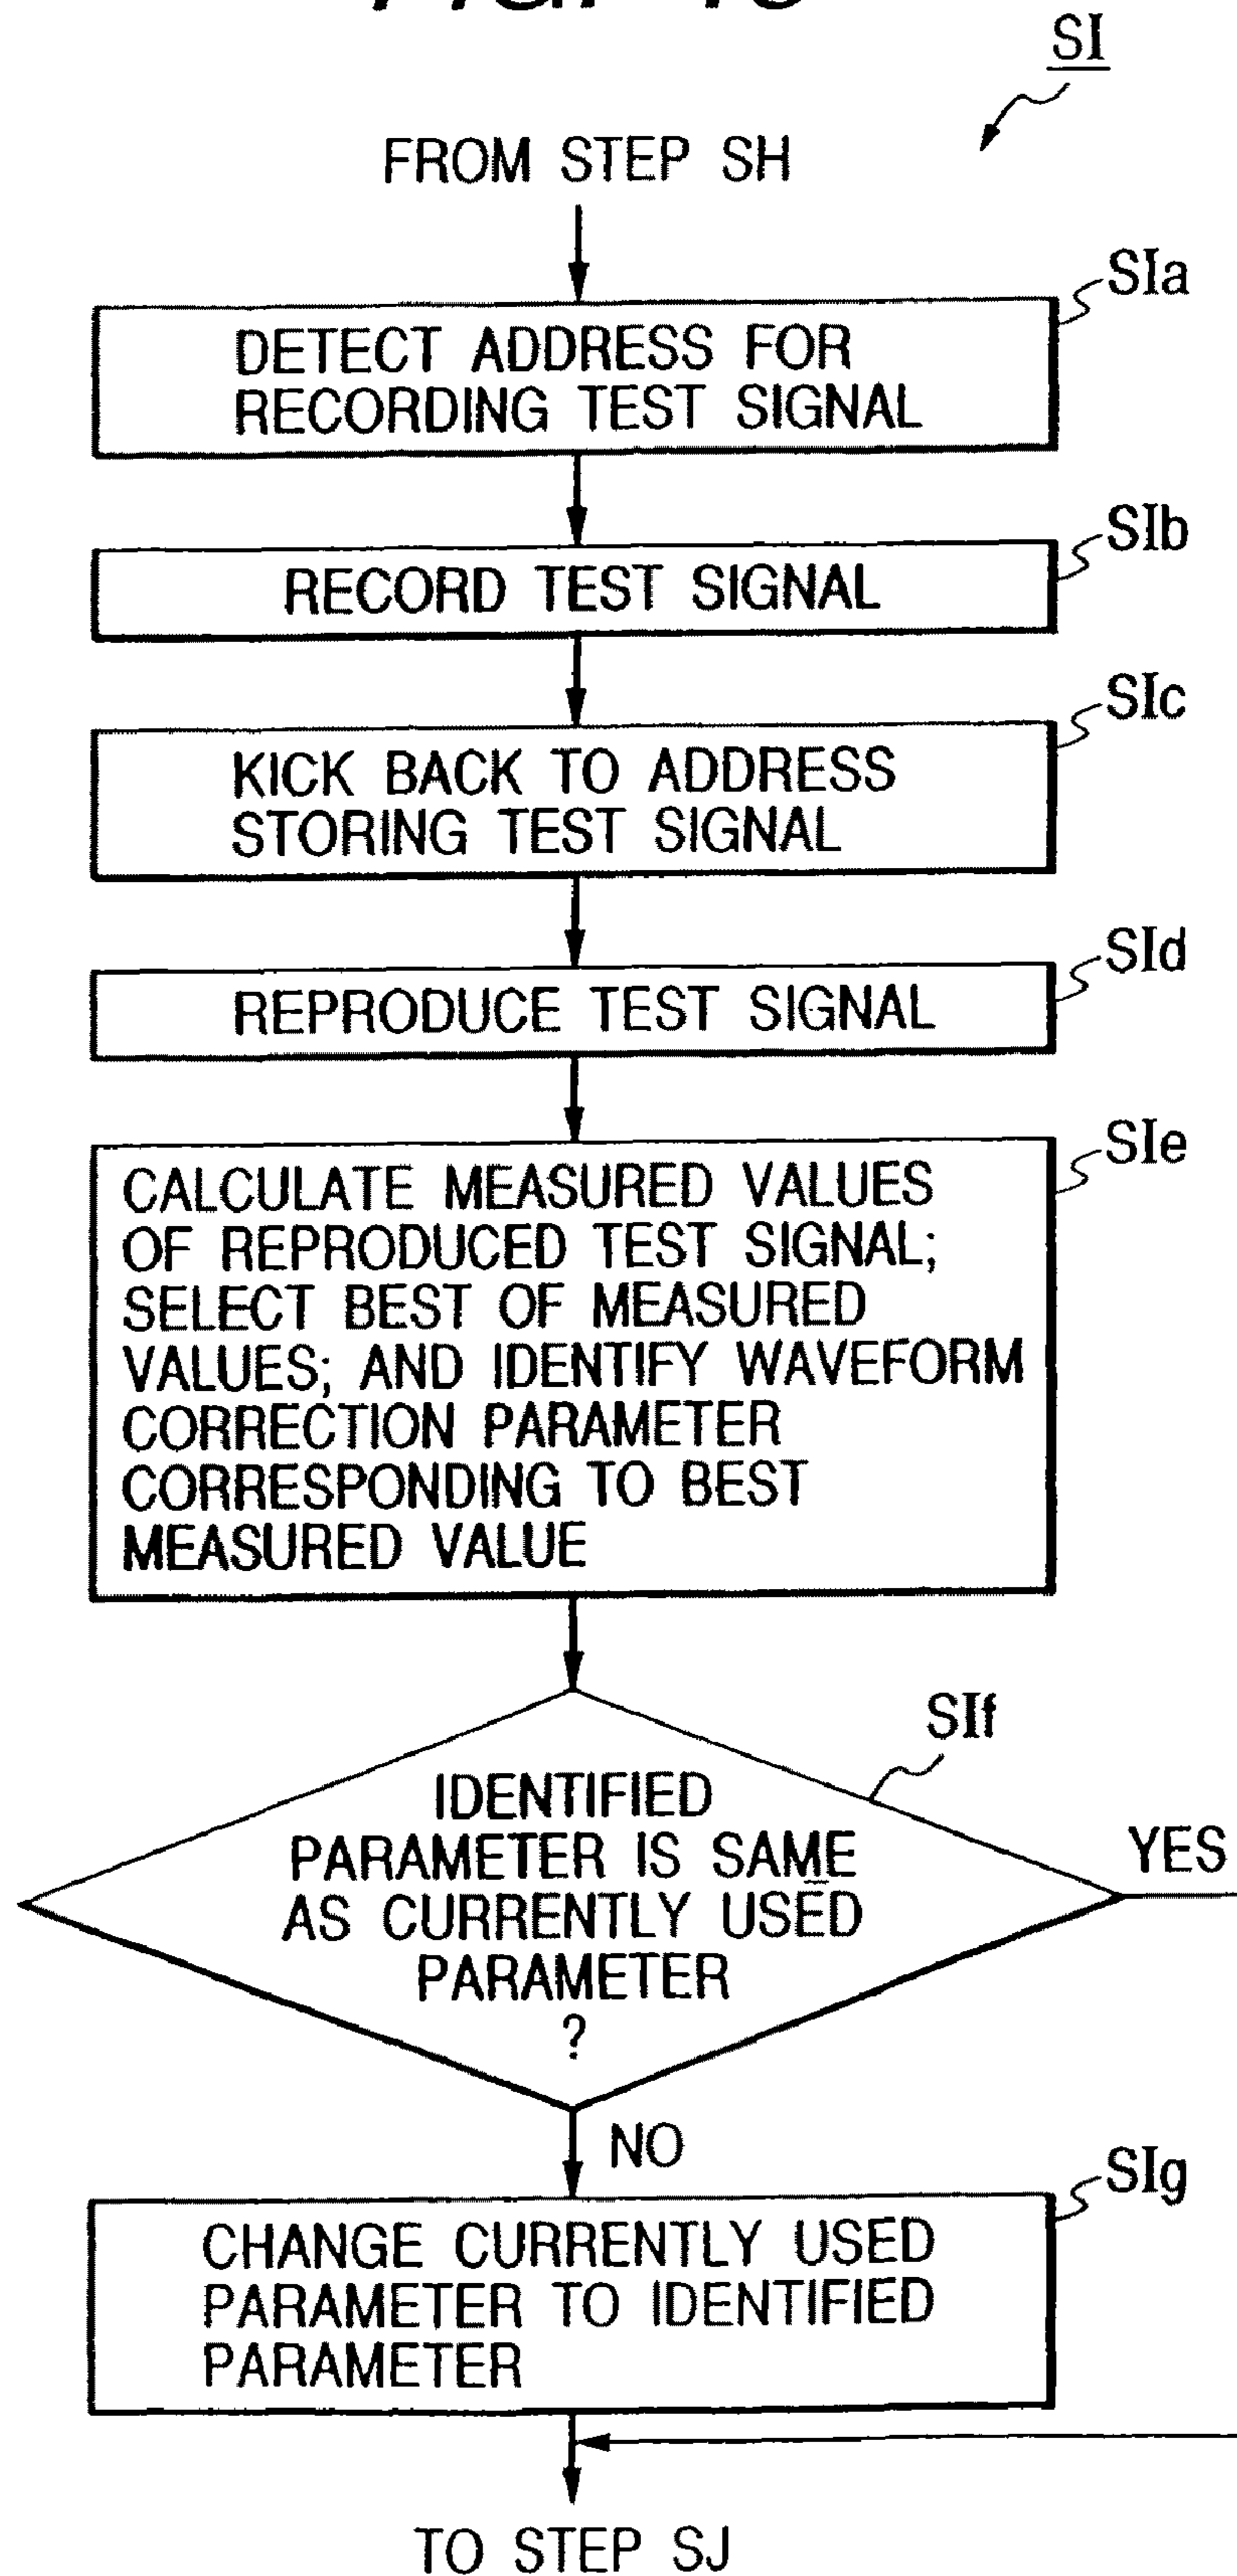 SI
FROM STEP SH
SIa
DETECT ADDRESS FOR
RECORDING TEST SIGNAL
SIb
RECORD TEST SIGNAL
SIc
KICK BACK TO ADDRESS
STORING TEST SIGNAL
SId
REPRODUCE TEST SIGNAL
SIe
CALCULATE MEASURED VALUES
OF REPRODUCED TEST SIGNAL;
SELECT BEST OF MEASURED
VALUES; AND IDENTIFY WAVEFORM
CORRECTION PARAMETER
CORRESPONDING TO BEST
MEASURED VALUE
SIf
IDENTIFIED
PARAMETER IS SAME
AS CURRENTLY USED
PARAMETER
?
YES
NO
SIg
CHANGE CURRENTLY USED
PARAMETER TO IDENTIFIED
PARAMETER
TO STEP SJ